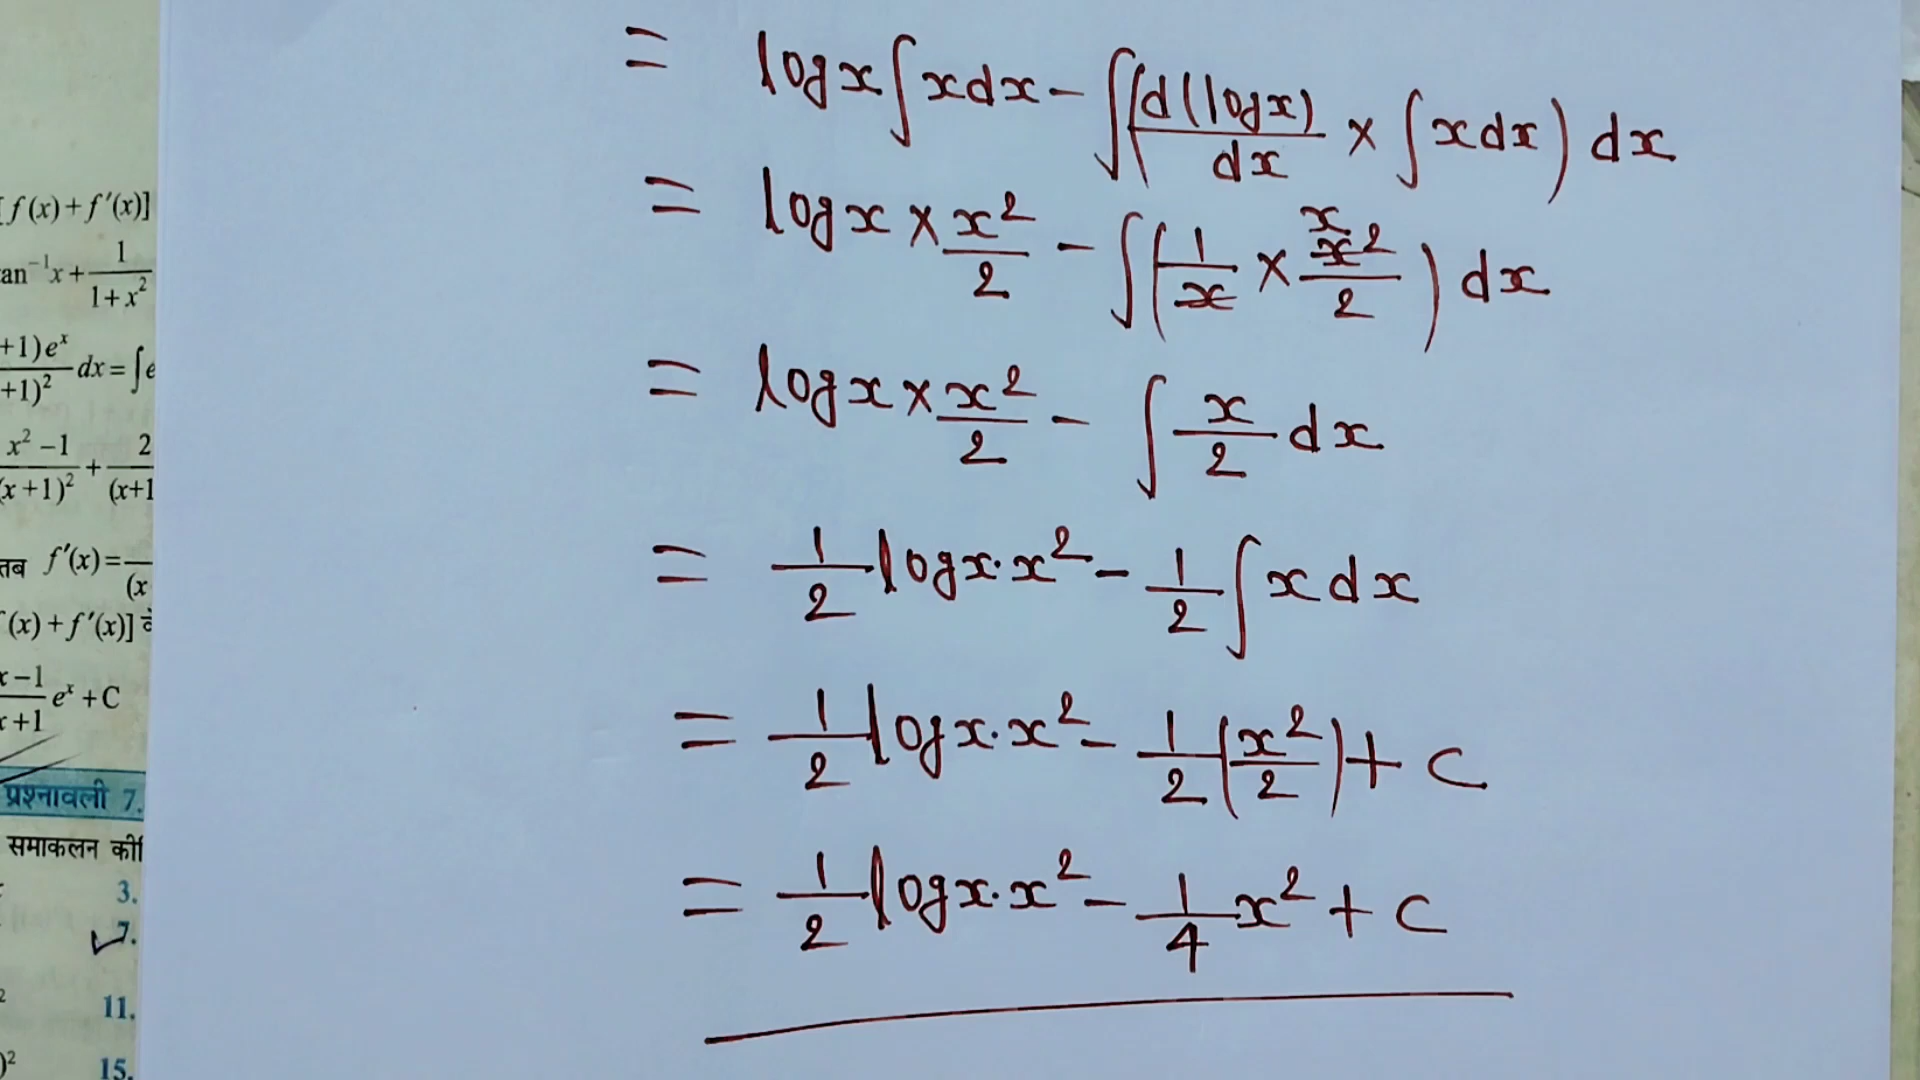 [f(x)+f'(x)]
an⁻¹x+ 1/(1+x²)
+1)eˣ/+1)² dx=∫e
x²-1/(x+1)² + 2/(x+1
तब f'(x)= /(x
(x)+f'(x)]
x-1/x+1 eˣ+C
प्रश्नावली 7.
समाकलन की
3.
7.
11.
)²
15.
= log x ∫ x dx - ∫( d(log x)/dx × ∫ x dx ) dx
= log x × x²/2 - ∫( 1/x × x²/2 ) dx x
= log x × x²/2 - ∫ x/2 dx
= 1/2 log x · x² - 1/2 ∫ x dx
= 1/2 log x · x² - 1/2 (x²/2) + c
= 1/2 log x · x² - 1/4 x² + c